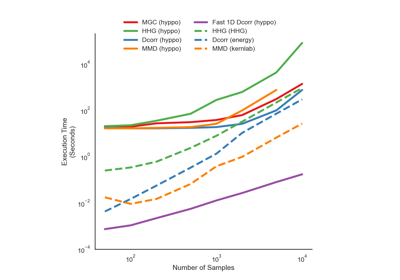 MGC (hyppo)
HHG (hyppo)
Dcorr (hyppo)
MMD (hyppo)
Fast 1D Dcorr (hyppo)
HHG (HHG)
Dcorr (energy)
MMD (kernlab)
Execution Time
(Seconds)
10⁴
10²
10⁰
10⁻²
10⁻⁴
10² 10³ 10⁴
Number of Samples